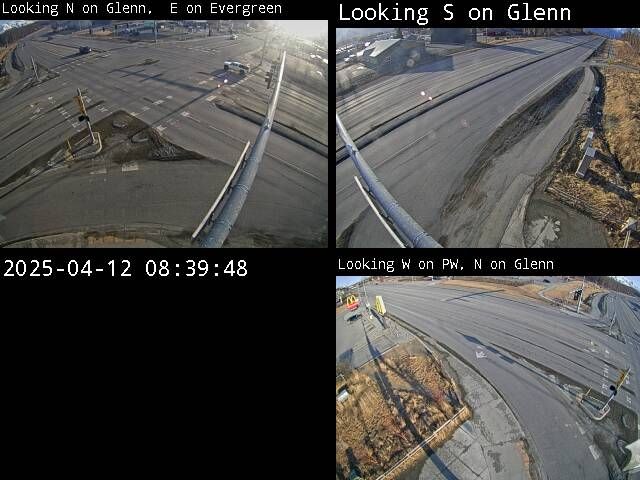 Looking N on Glenn,  E on Evergreen
Looking S on Glenn
2025-04-12 08:39:48
Looking W on PW, N on Glenn